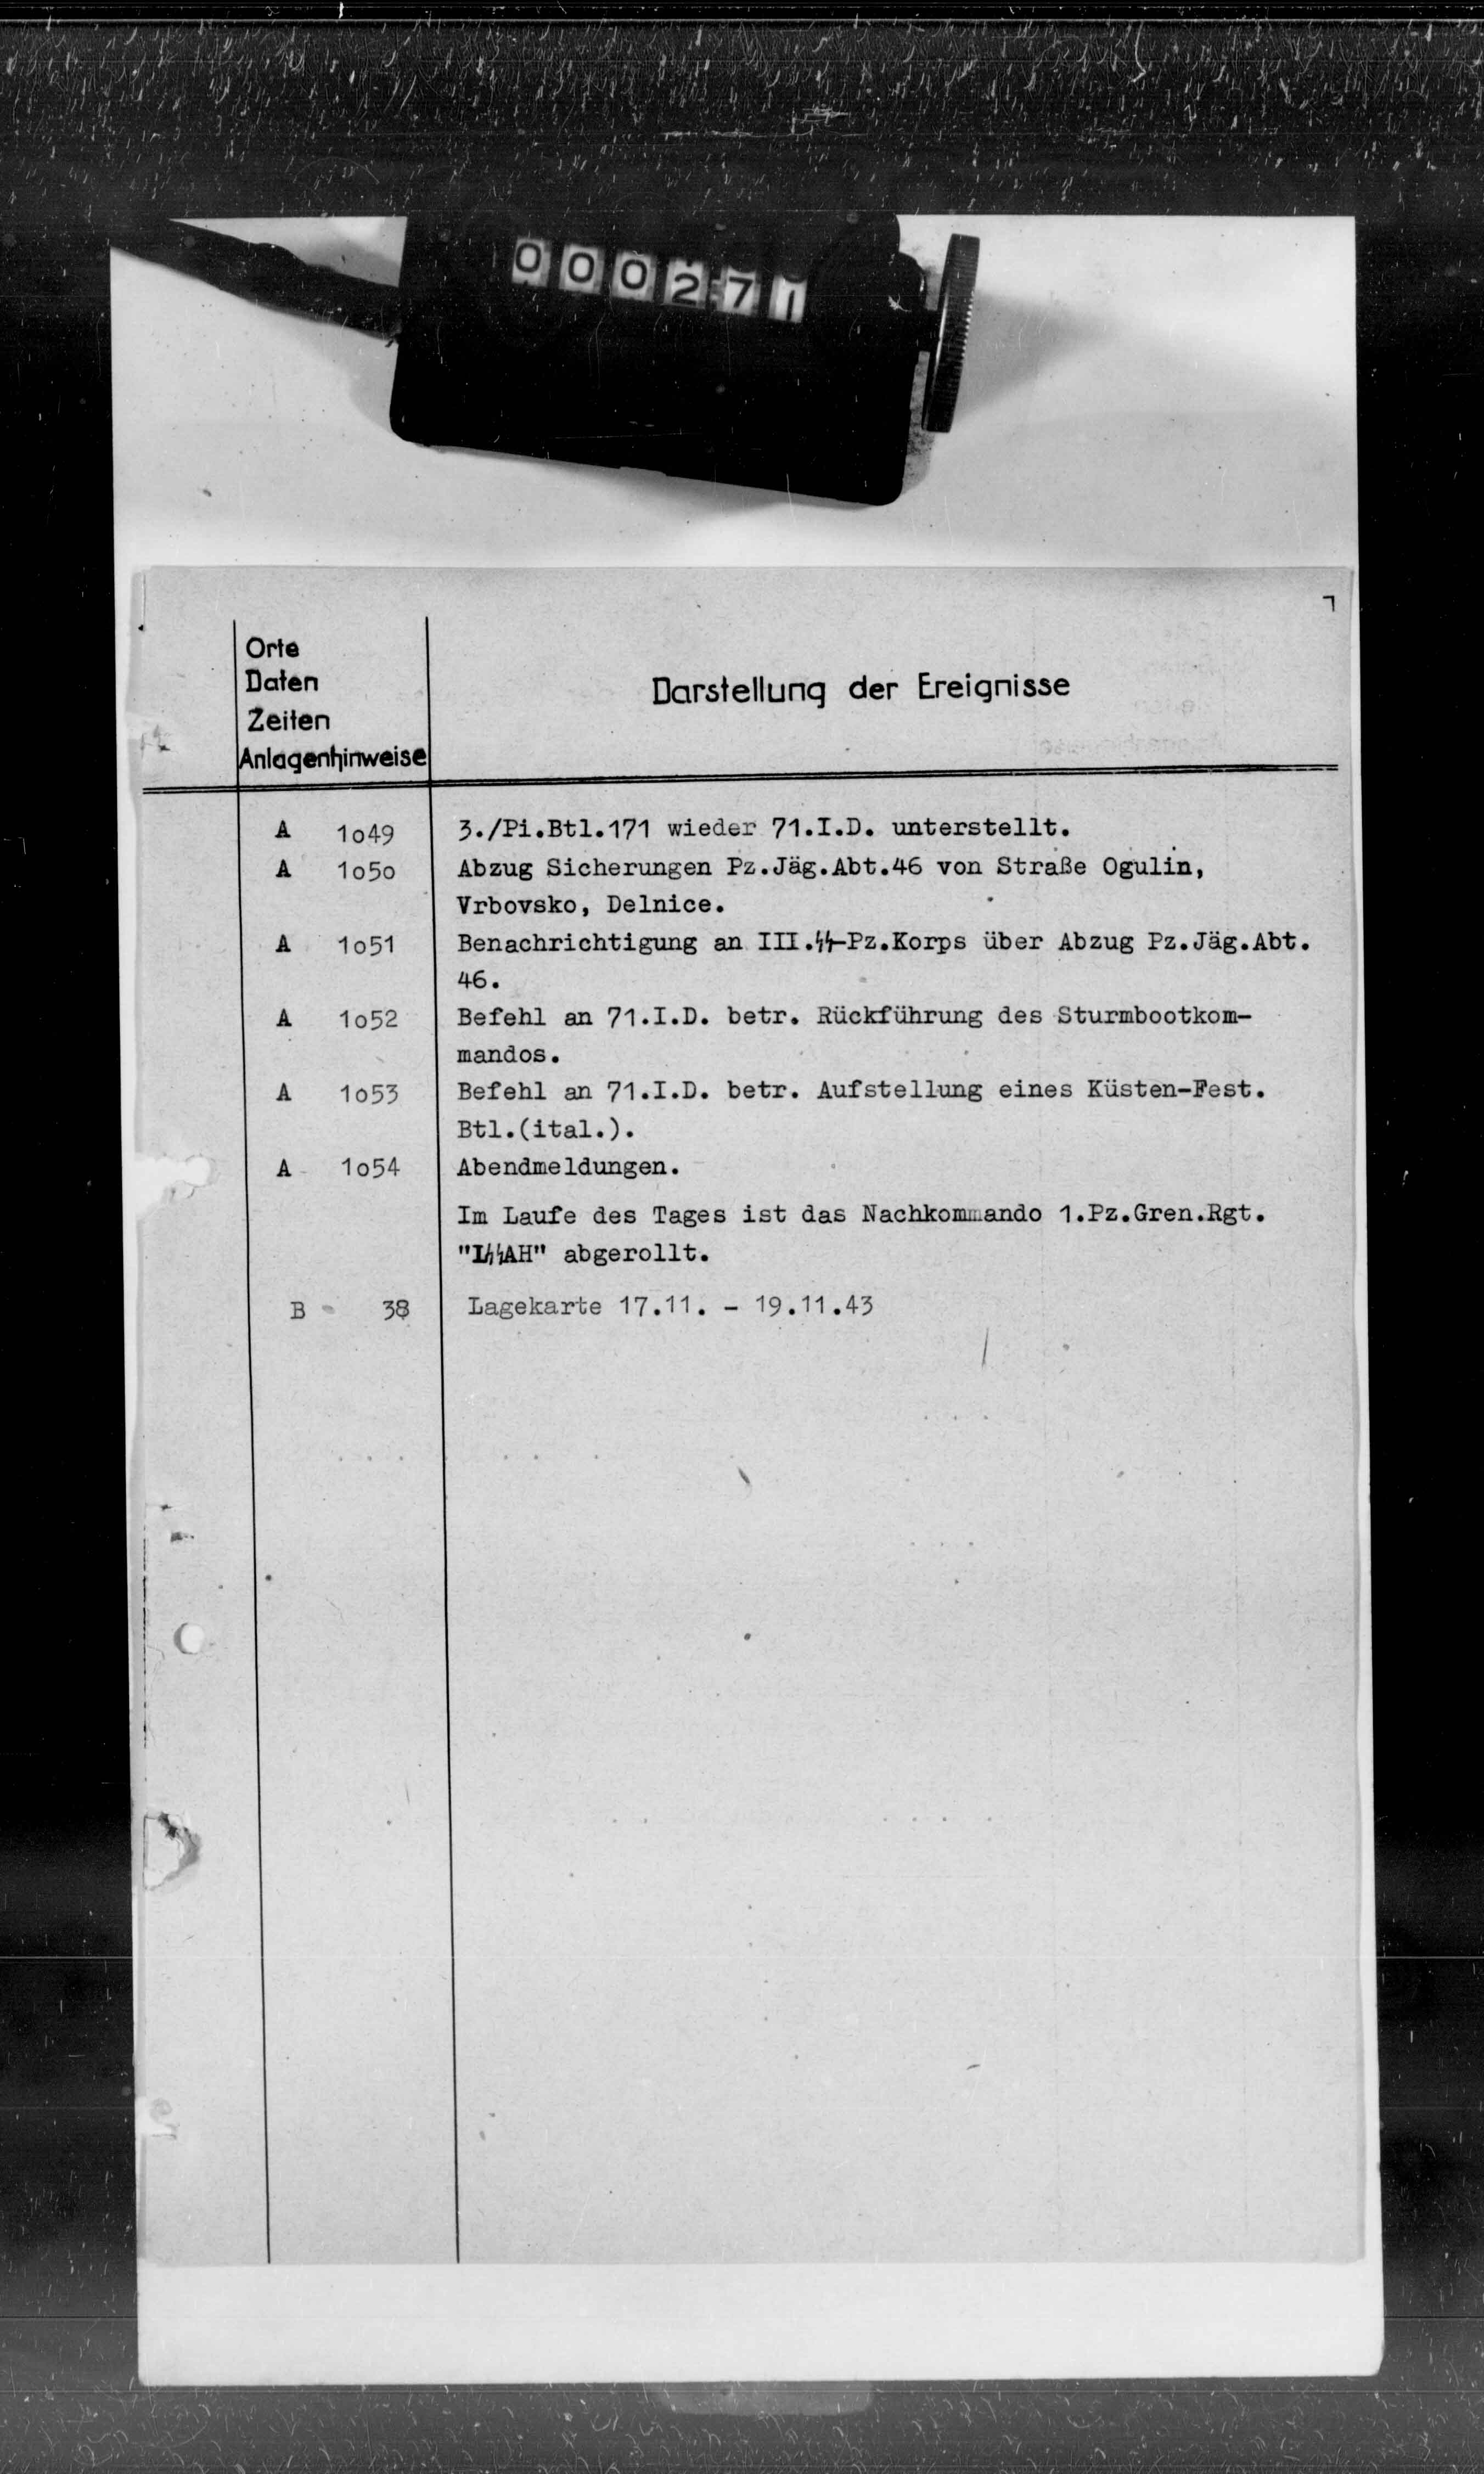 000271
Orte
Daten
Zeiten
Anlagenhinweise
Darstellung der Ereignisse
A 1o49 3./Pi.Btl.171 wieder 71.I.D. unterstellt.
A 1o5o Abzug Sicherungen Pz.Jäg.Abt.46 von Straße Ogulin,
Vrbovsko, Delnice.
A 1o51 Benachrichtigung an III.ᛋᛋ-Pz.Korps über Abzug Pz.Jäg.Abt.
46.
A 1o52 Befehl an 71.I.D. betr. Rückführung des Sturmbootkom-
mandos.
A 1o53 Befehl an 71.I.D. betr. Aufstellung eines Küsten-Fest.
Btl.(ital.).
A 1o54 Abendmeldungen.
Im Laufe des Tages ist das Nachkommando 1.Pz.Gren.Rgt.
"LᛋᛋAH" abgerollt.
B 38 Lagekarte 17.11. - 19.11.43